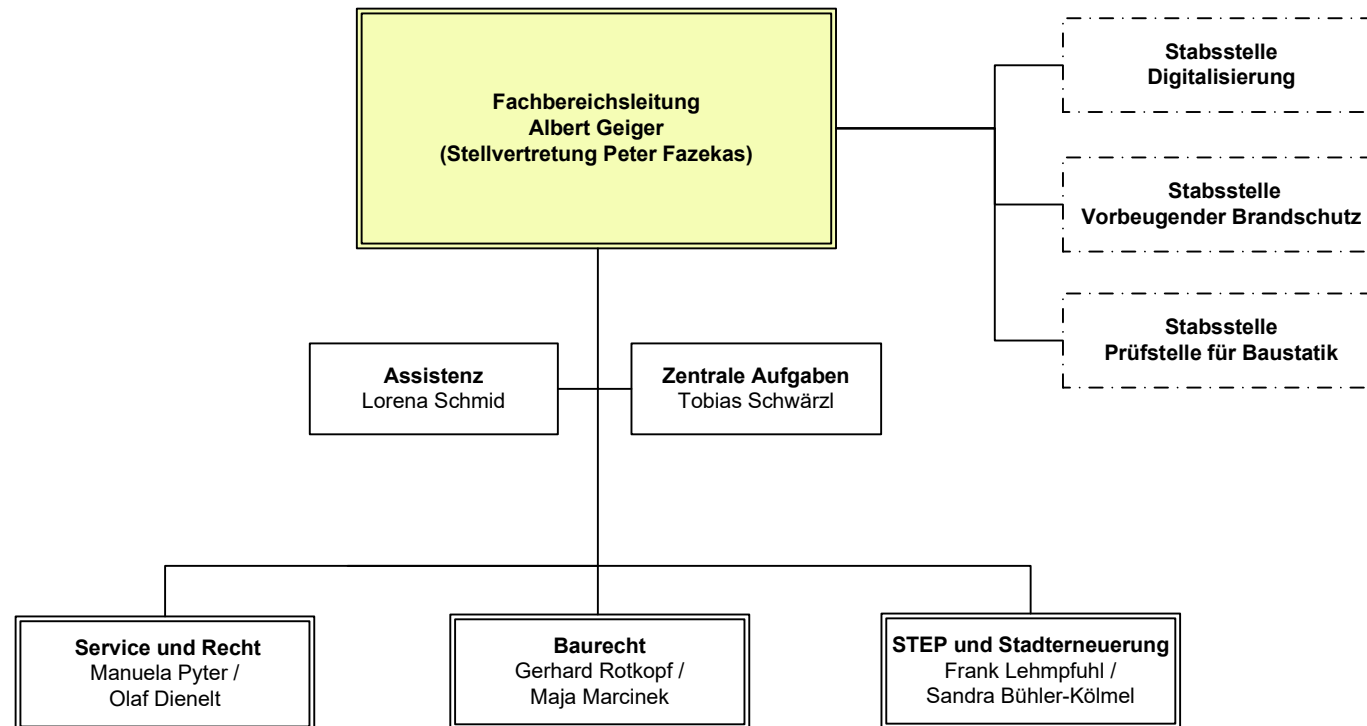 Fachbereichsleitung
Albert Geiger
(Stellvertretung Peter Fazekas)
Stabsstelle
Digitalisierung
Stabsstelle
Vorbeugender Brandschutz
Stabsstelle
Prüfstelle für Baustatik
Assistenz
Lorena Schmid
Zentrale Aufgaben
Tobias Schwärzl
Service und Recht
Manuela Pyter /
Olaf Dienelt
Baurecht
Gerhard Rotkopf /
Maja Marcinek
STEP und Stadterneuerung
Frank Lehmpfuhl /
Sandra Bühler-Kölmel